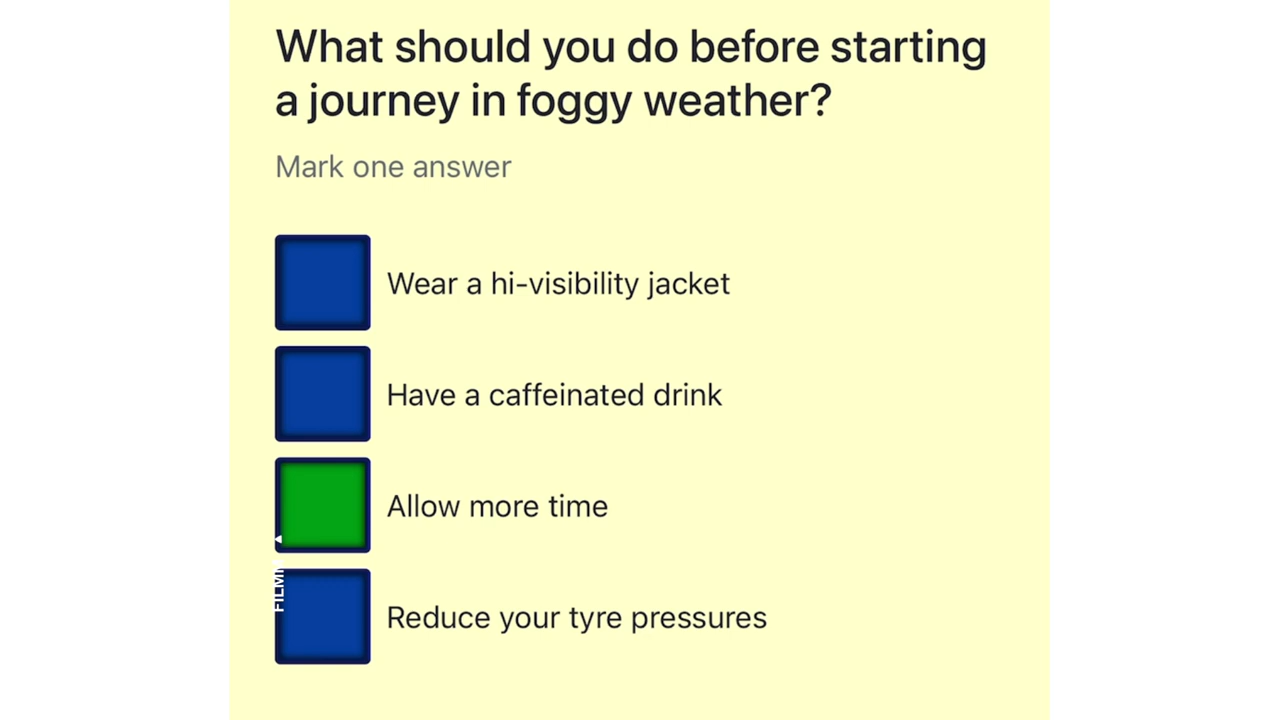 What should you do before starting
a journey in foggy weather?
Mark one answer
Wear a hi-visibility jacket
Have a caffeinated drink
Allow more time
Reduce your tyre pressures